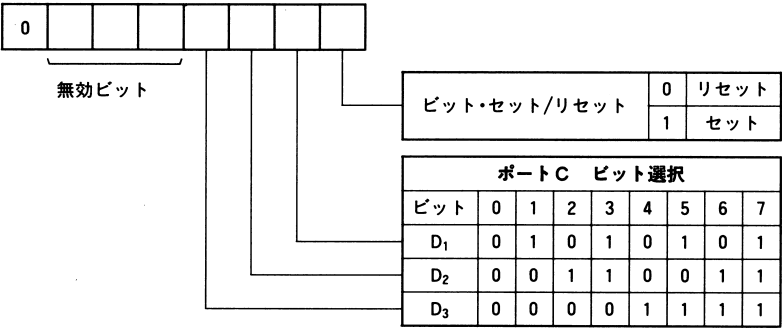 0
無効ビット
ビット・セット/リセット
0 リセット
1 セット
ポートC ビット選択
ビット 0 1 2 3 4 5 6 7
D₁ 0 1 0 1 0 1 0 1
D₂ 0 0 1 1 0 0 1 1
D₃ 0 0 0 0 1 1 1 1